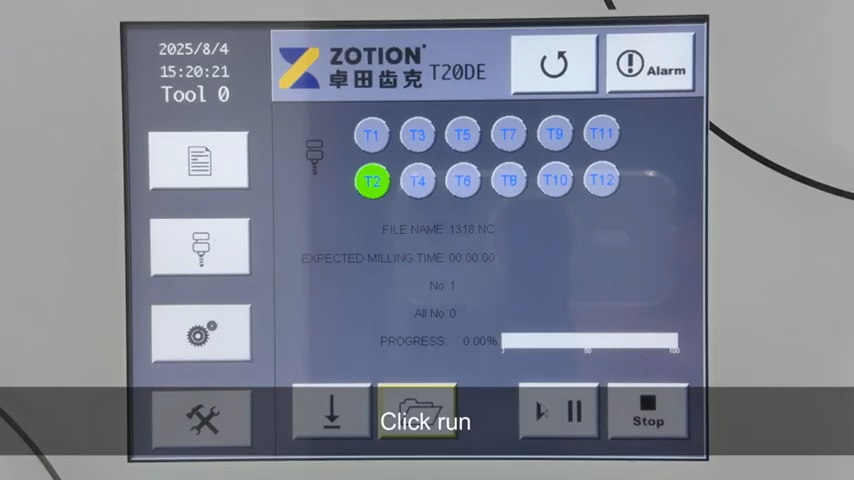 2025/8/4
15:20:21
Tool 0
ZOTION
卓田齿克
T20DE
Alarm
T1 T3 T5 T7 T9 T11
T2 T4 T6 T8 T10 T12
FILE NAME 1318 NC
EXPECTED MILLING TIME 00.00.00
No 1
All No 0
PROGRESS 0.00%
50 100
Stop
Click run